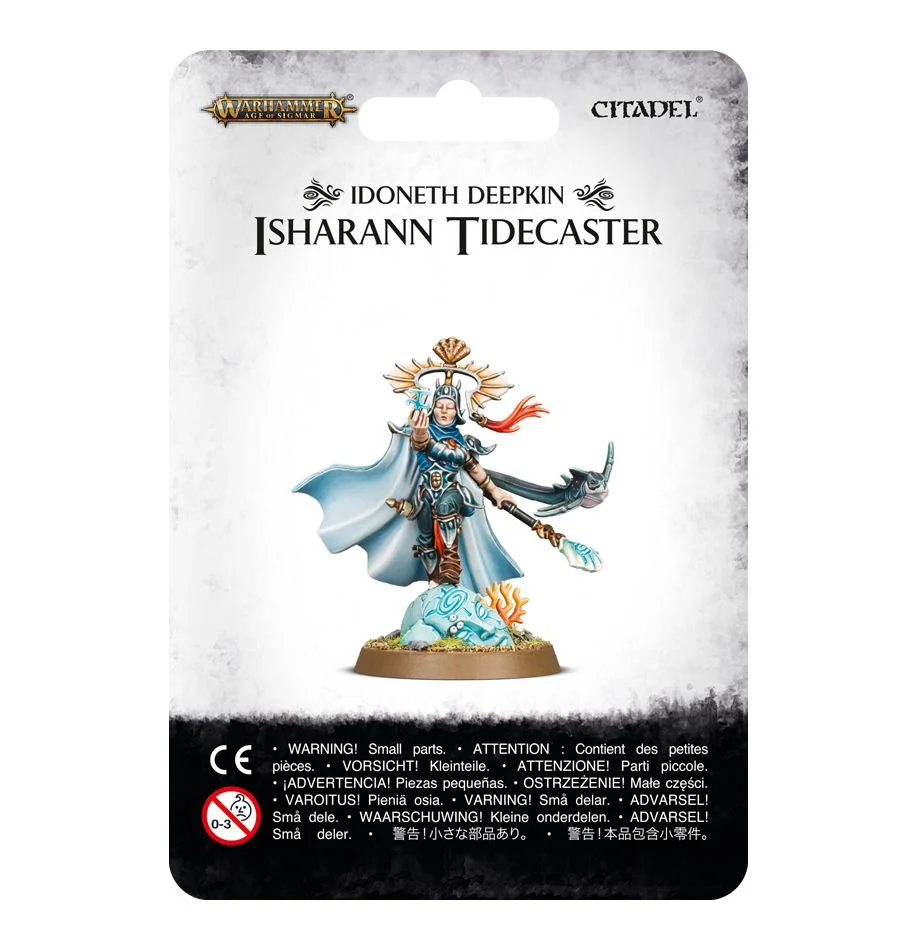 WARHAMMER®
AGE OF SIGMAR
CITADEL®
IDONETH DEEPKIN
ISHARANN TIDECASTER
CE
0-3
• WARNING! Small parts. • ATTENTION : Contient des petites
pièces. • VORSICHT! Kleinteile. • ATTENZIONE! Parti piccole.
• ¡ADVERTENCIA! Piezas pequeñas. • OSTRZEŻENIE! Małe części.
• VAROITUS! Pieniä osia. • VARNING! Små delar. • ADVARSEL!
Små dele. • WAARSCHUWING! Kleine onderdelen. • ADVARSEL!
Små deler. • 警告！小さな部品あり。 • 警告！本品包含小零件。